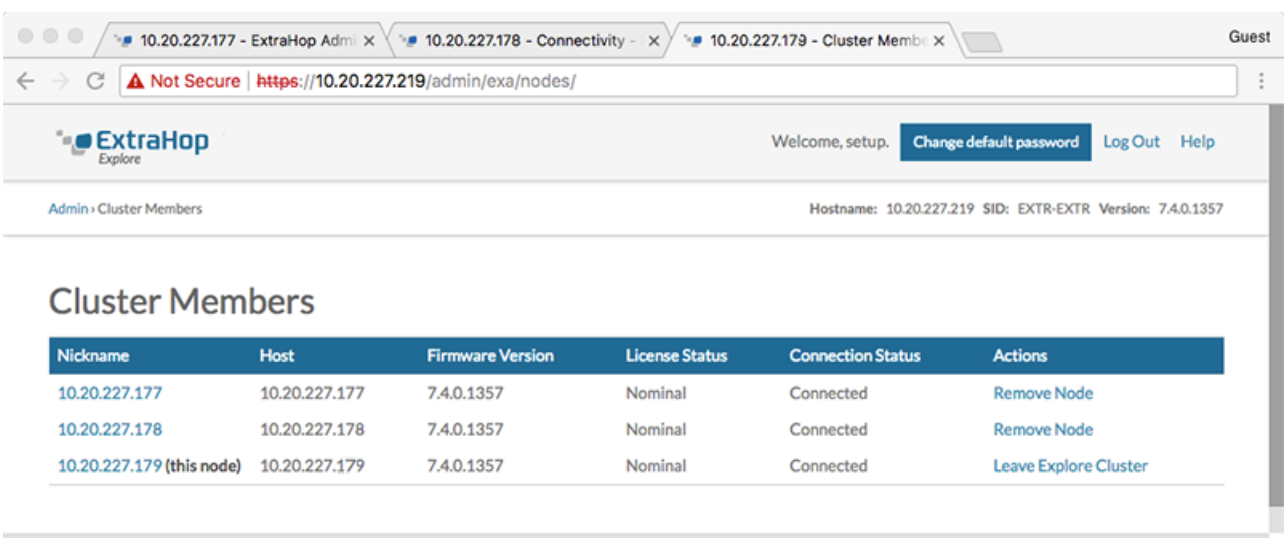 10.20.227.177 - ExtraHop Admi 10.20.227.178 - Connectivity - 10.20.227.179 - Cluster Membe Guest
Not Secure https://10.20.227.219/admin/exa/nodes/
ExtraHop Welcome, setup. Change default password Log Out Help
Explore
Admin › Cluster Members Hostname: 10.20.227.219 SID: EXTR-EXTR Version: 7.4.0.1357
Cluster Members
Nickname Host Firmware Version License Status Connection Status Actions
10.20.227.177 10.20.227.177 7.4.0.1357 Nominal Connected Remove Node
10.20.227.178 10.20.227.178 7.4.0.1357 Nominal Connected Remove Node
10.20.227.179 (this node) 10.20.227.179 7.4.0.1357 Nominal Connected Leave Explore Cluster